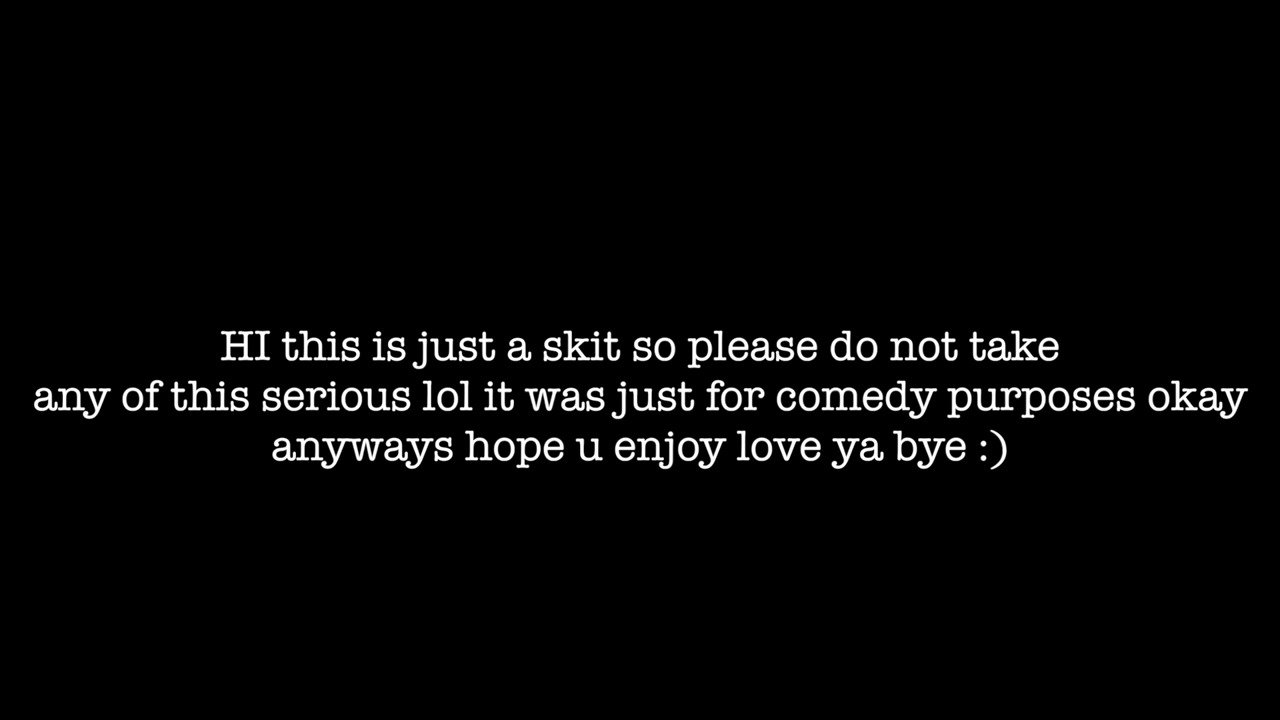 HI this is just a skit so please do not take
any of this serious lol it was just for comedy purposes okay
anyways hope u enjoy love ya bye :)